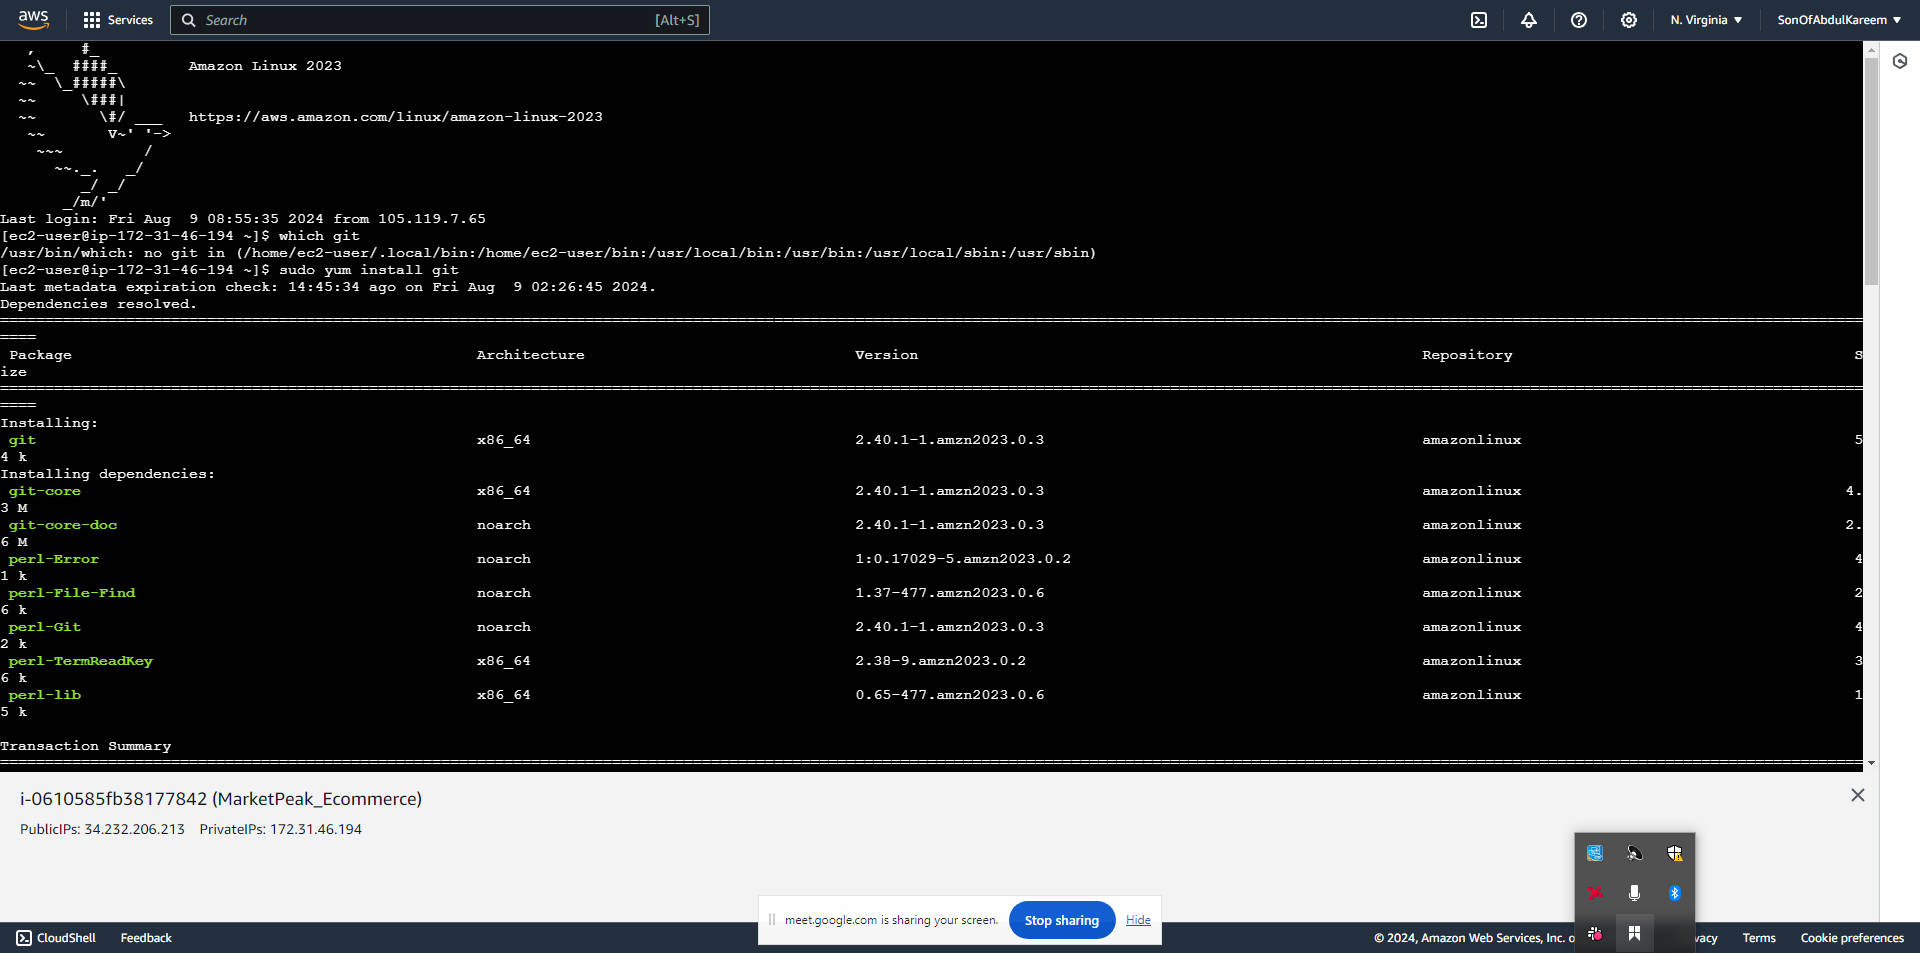 aws Services Search [Alt+S] N. Virginia SonOfAbdulKareem
   ,     #_
   ~\_  ####_        Amazon Linux 2023
  ~~  \_#####\
  ~~     \###|
  ~~       \#/ ___   https://aws.amazon.com/linux/amazon-linux-2023
   ~~       V~' '->
    ~~~         /
      ~~._.   _/
         _/ _/
       _/m/'
Last login: Fri Aug  9 08:55:35 2024 from 105.119.7.65
[ec2-user@ip-172-31-46-194 ~]$ which git
/usr/bin/which: no git in (/home/ec2-user/.local/bin:/home/ec2-user/bin:/usr/local/bin:/usr/bin:/usr/local/sbin:/usr/sbin)
[ec2-user@ip-172-31-46-194 ~]$ sudo yum install git
Last metadata expiration check: 14:45:34 ago on Fri Aug  9 02:26:45 2024.
Dependencies resolved.
====
Package Architecture Version Repository S
ize
====
Installing:
git x86_64 2.40.1-1.amzn2023.0.3 amazonlinux 5
4 k
Installing dependencies:
git-core x86_64 2.40.1-1.amzn2023.0.3 amazonlinux 4.
3 M
git-core-doc noarch 2.40.1-1.amzn2023.0.3 amazonlinux 2.
6 M
perl-Error noarch 1:0.17029-5.amzn2023.0.2 amazonlinux 4
1 k
perl-File-Find noarch 1.37-477.amzn2023.0.6 amazonlinux 2
6 k
perl-Git noarch 2.40.1-1.amzn2023.0.3 amazonlinux 4
2 k
perl-TermReadKey x86_64 2.38-9.amzn2023.0.2 amazonlinux 3
6 k
perl-lib x86_64 0.65-477.amzn2023.0.6 amazonlinux 1
5 k
Transaction Summary
i-0610585fb38177842 (MarketPeak_Ecommerce)
PublicIPs: 34.232.206.213 PrivateIPs: 172.31.46.194
meet.google.com is sharing your screen. Stop sharing Hide
CloudShell Feedback © 2024, Amazon Web Services, Inc. o vacy Terms Cookie preferences